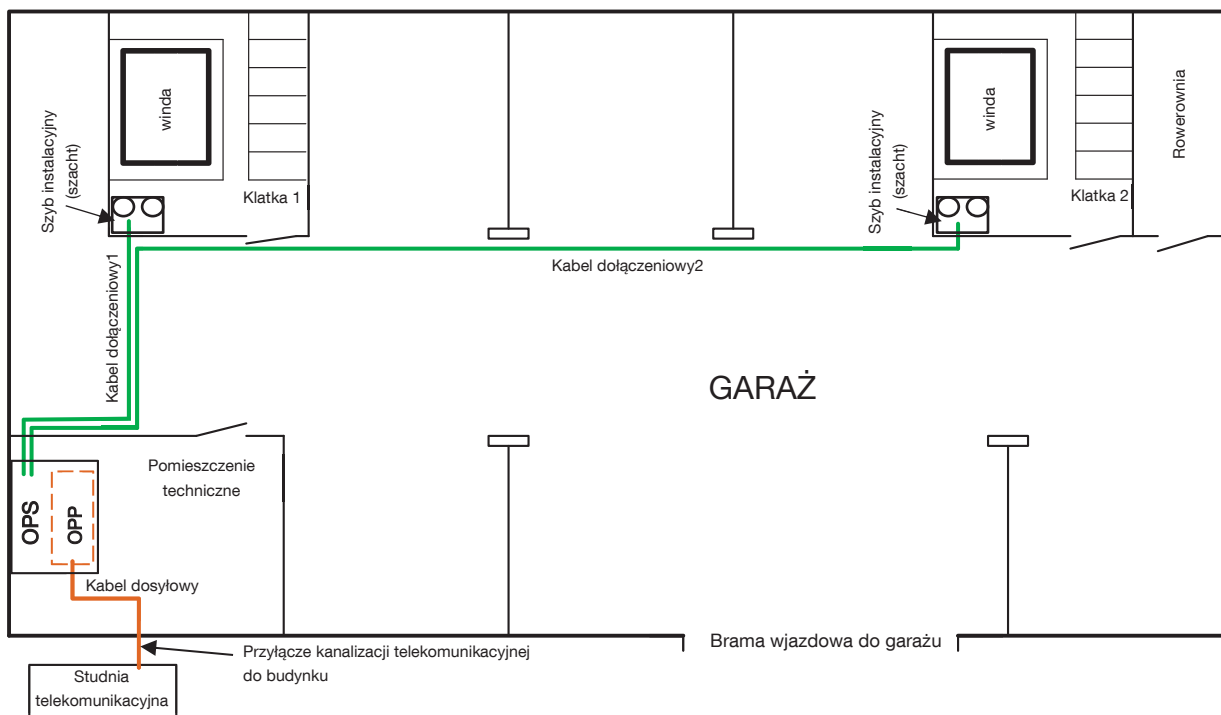 winda
winda
Rowerownia
Szyb instalacyjny
(szacht)
Szyb instalacyjny
(szacht)
Klatka 1
Klatka 2
Kabel dołączeniowy2
Kabel dołączeniowy1
GARAŻ
Pomieszczenie
techniczne
OPS
OPP
Kabel dosyłowy
Brama wjazdowa do garażu
Przyłącze kanalizacji telekomunikacyjnej
do budynku
Studnia
telekomunikacyjna